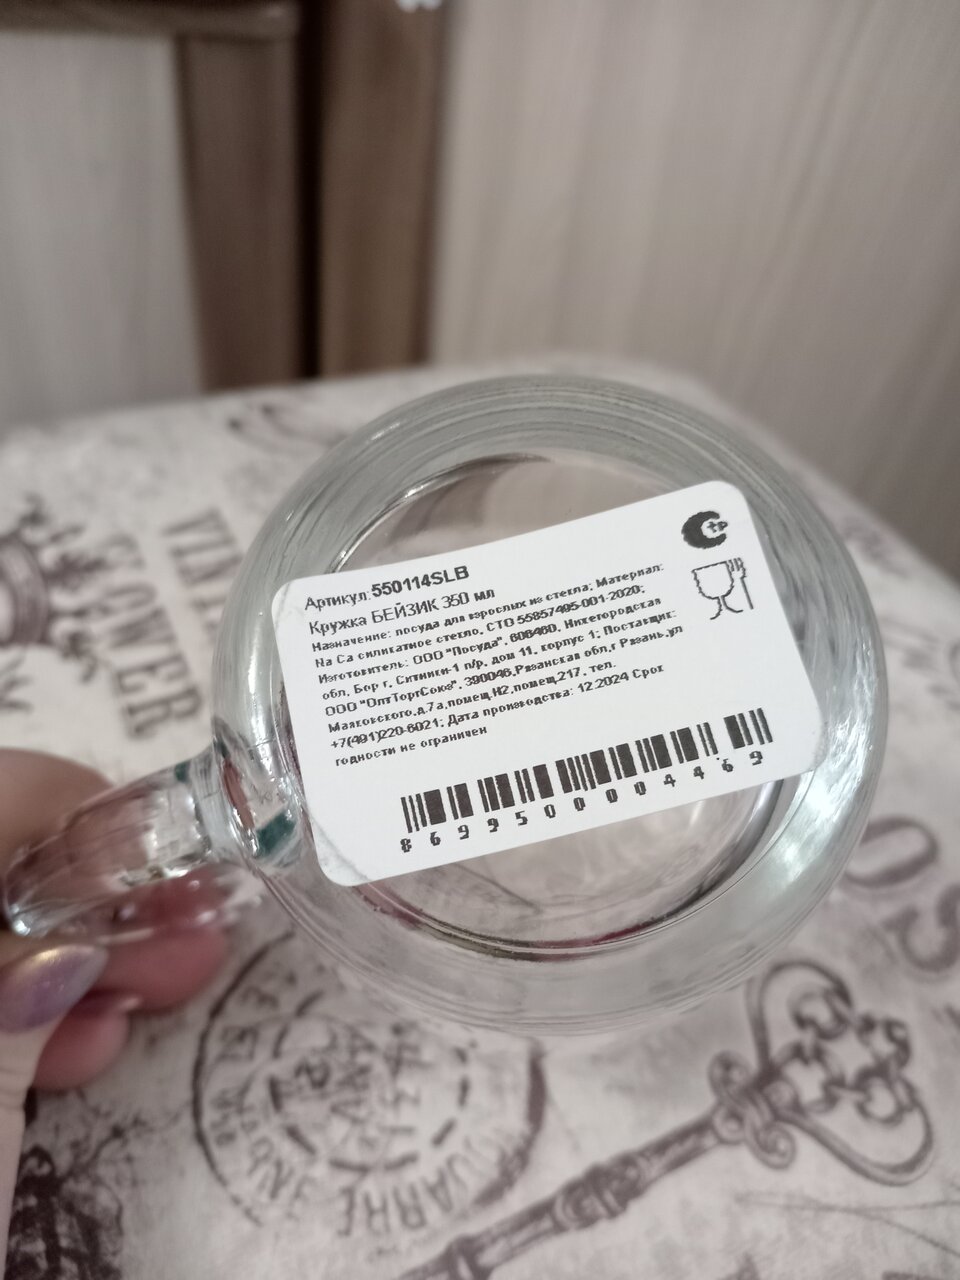 Артикул:550114SLB
Кружка БЕЙЗИК 350 мл
Назначение: посуда для взрослых из стекла; Материал:
Na Ca силикатное стекло, СТО 55857495-001-2020;
Изготовитель: ООО "Посуда", 606460, Нижегородская
обл, Бор г, Ситники-1 п/р, дом 11, корпус 1; Поставщик:
ООО "ОптТоргСоюз", 390046,Рязанская обл,г Рязань,ул
Маяковского,д.7а,помещ.Н2,помещ.217, тел.
+7(491)220-6021; Дата производства: 12.2024 Срок
годности не ограничен
8699500004469